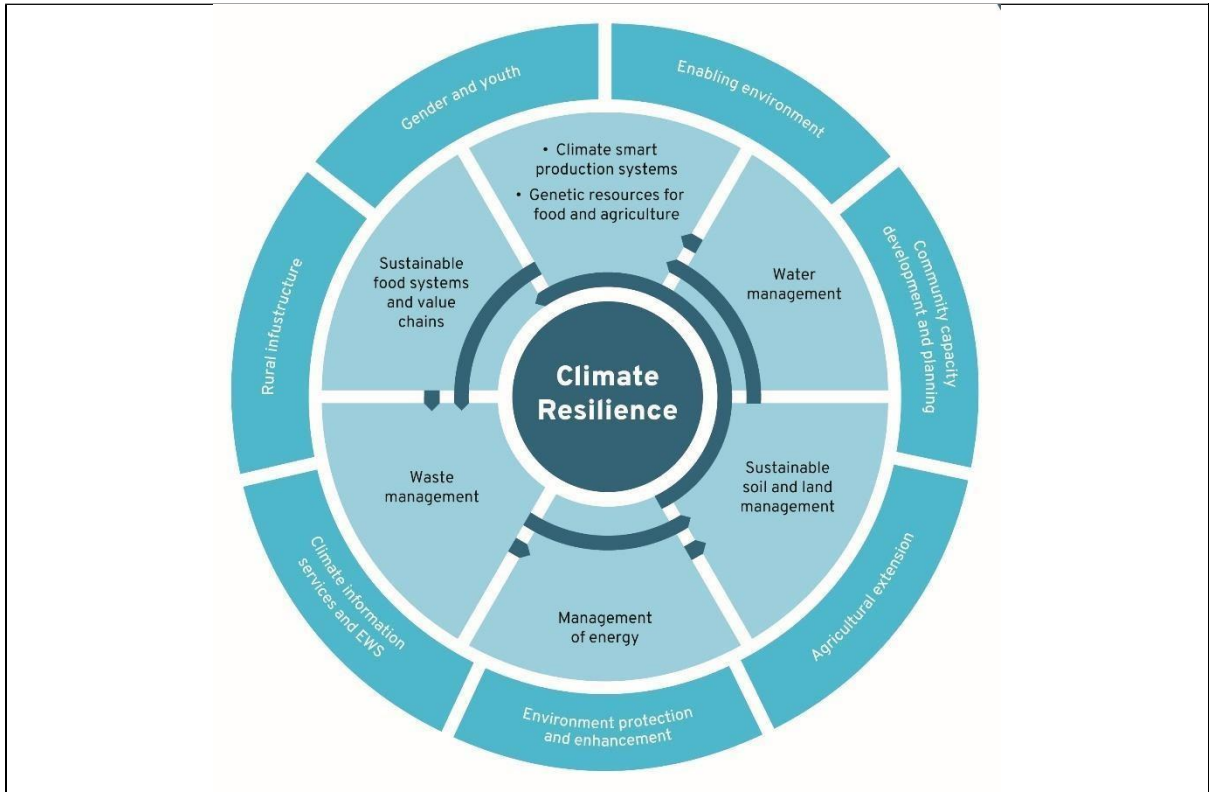 Gender and youth
Enabling environment
Community capacity
development and planning
Agricultural extension
Environment protection
and enhancement
Climate information
services and EWS
Rural infustructure
• Climate smart
production systems
• Genetic resources for
food and agriculture
Water
management
Sustainable
soil and land
management
Management
of energy
Waste
management
Sustainable
food systems
and value
chains
Climate
Resilience